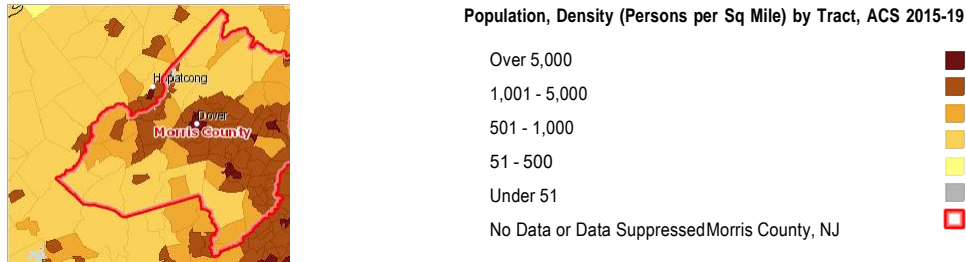 Population, Density (Persons per Sq Mile) by Tract, ACS 2015-19
Hopatcong
Dover
Morris County
Over 5,000
1,001 - 5,000
501 - 1,000
51 - 500
Under 51
No Data or Data SuppressedMorris County, NJ